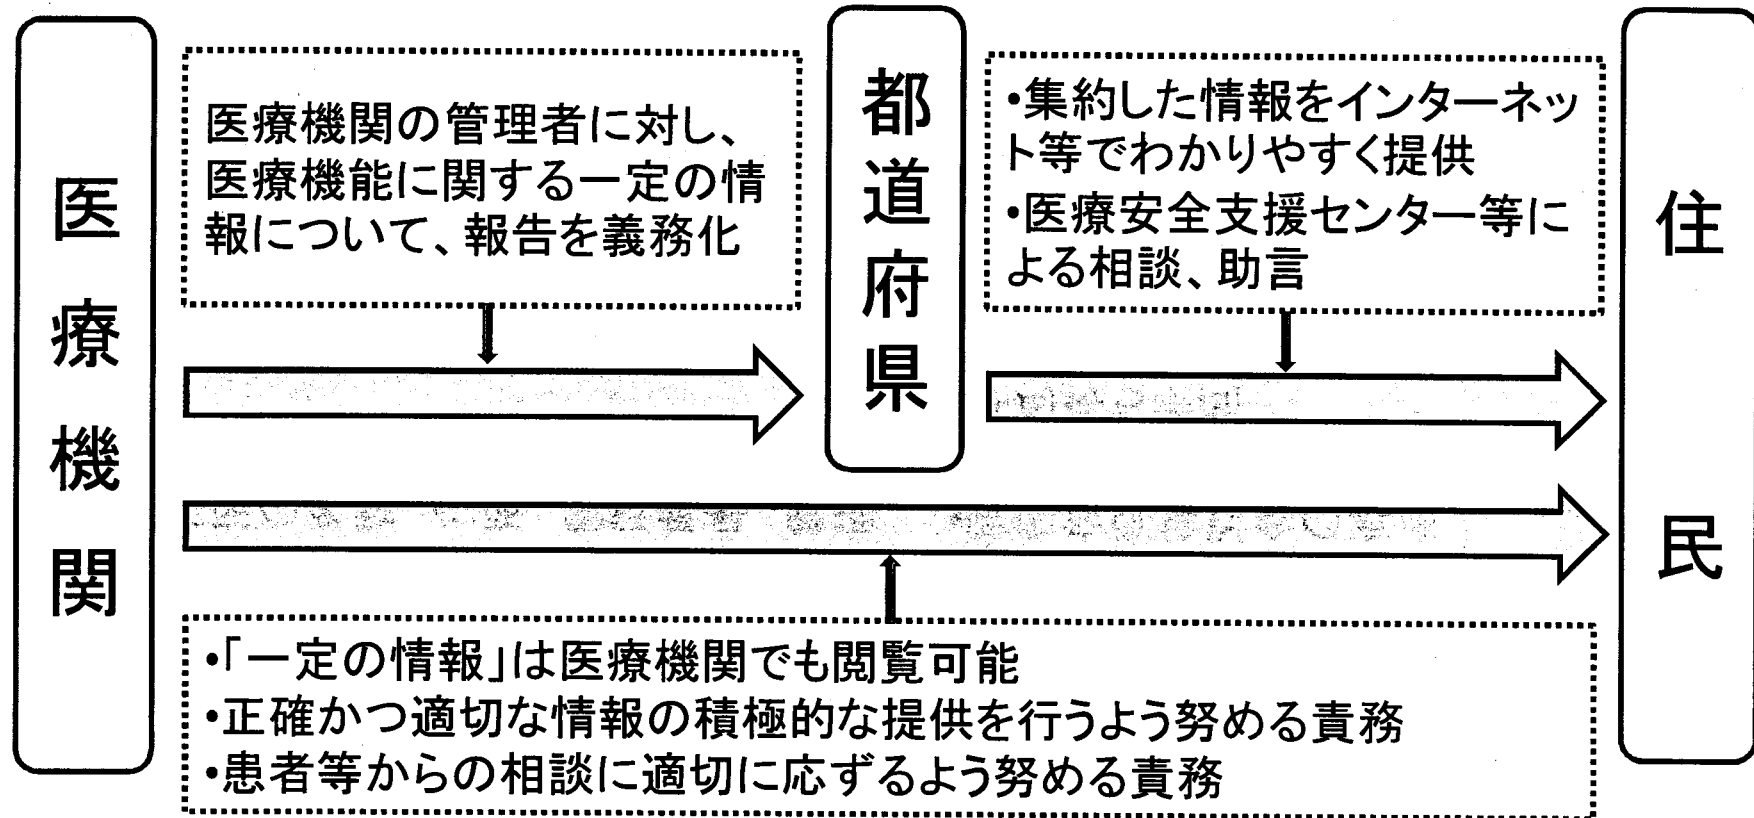 医療機関
医療機関の管理者に対し、
医療機能に関する一定の情
報について、報告を義務化
都道府県
・集約した情報をインターネッ
ト等でわかりやすく提供
・医療安全支援センター等に
よる相談、助言
住民
・「一定の情報」は医療機関でも閲覧可能
・正確かつ適切な情報の積極的な提供を行うよう努める責務
・患者等からの相談に適切に応ずるよう努める責務